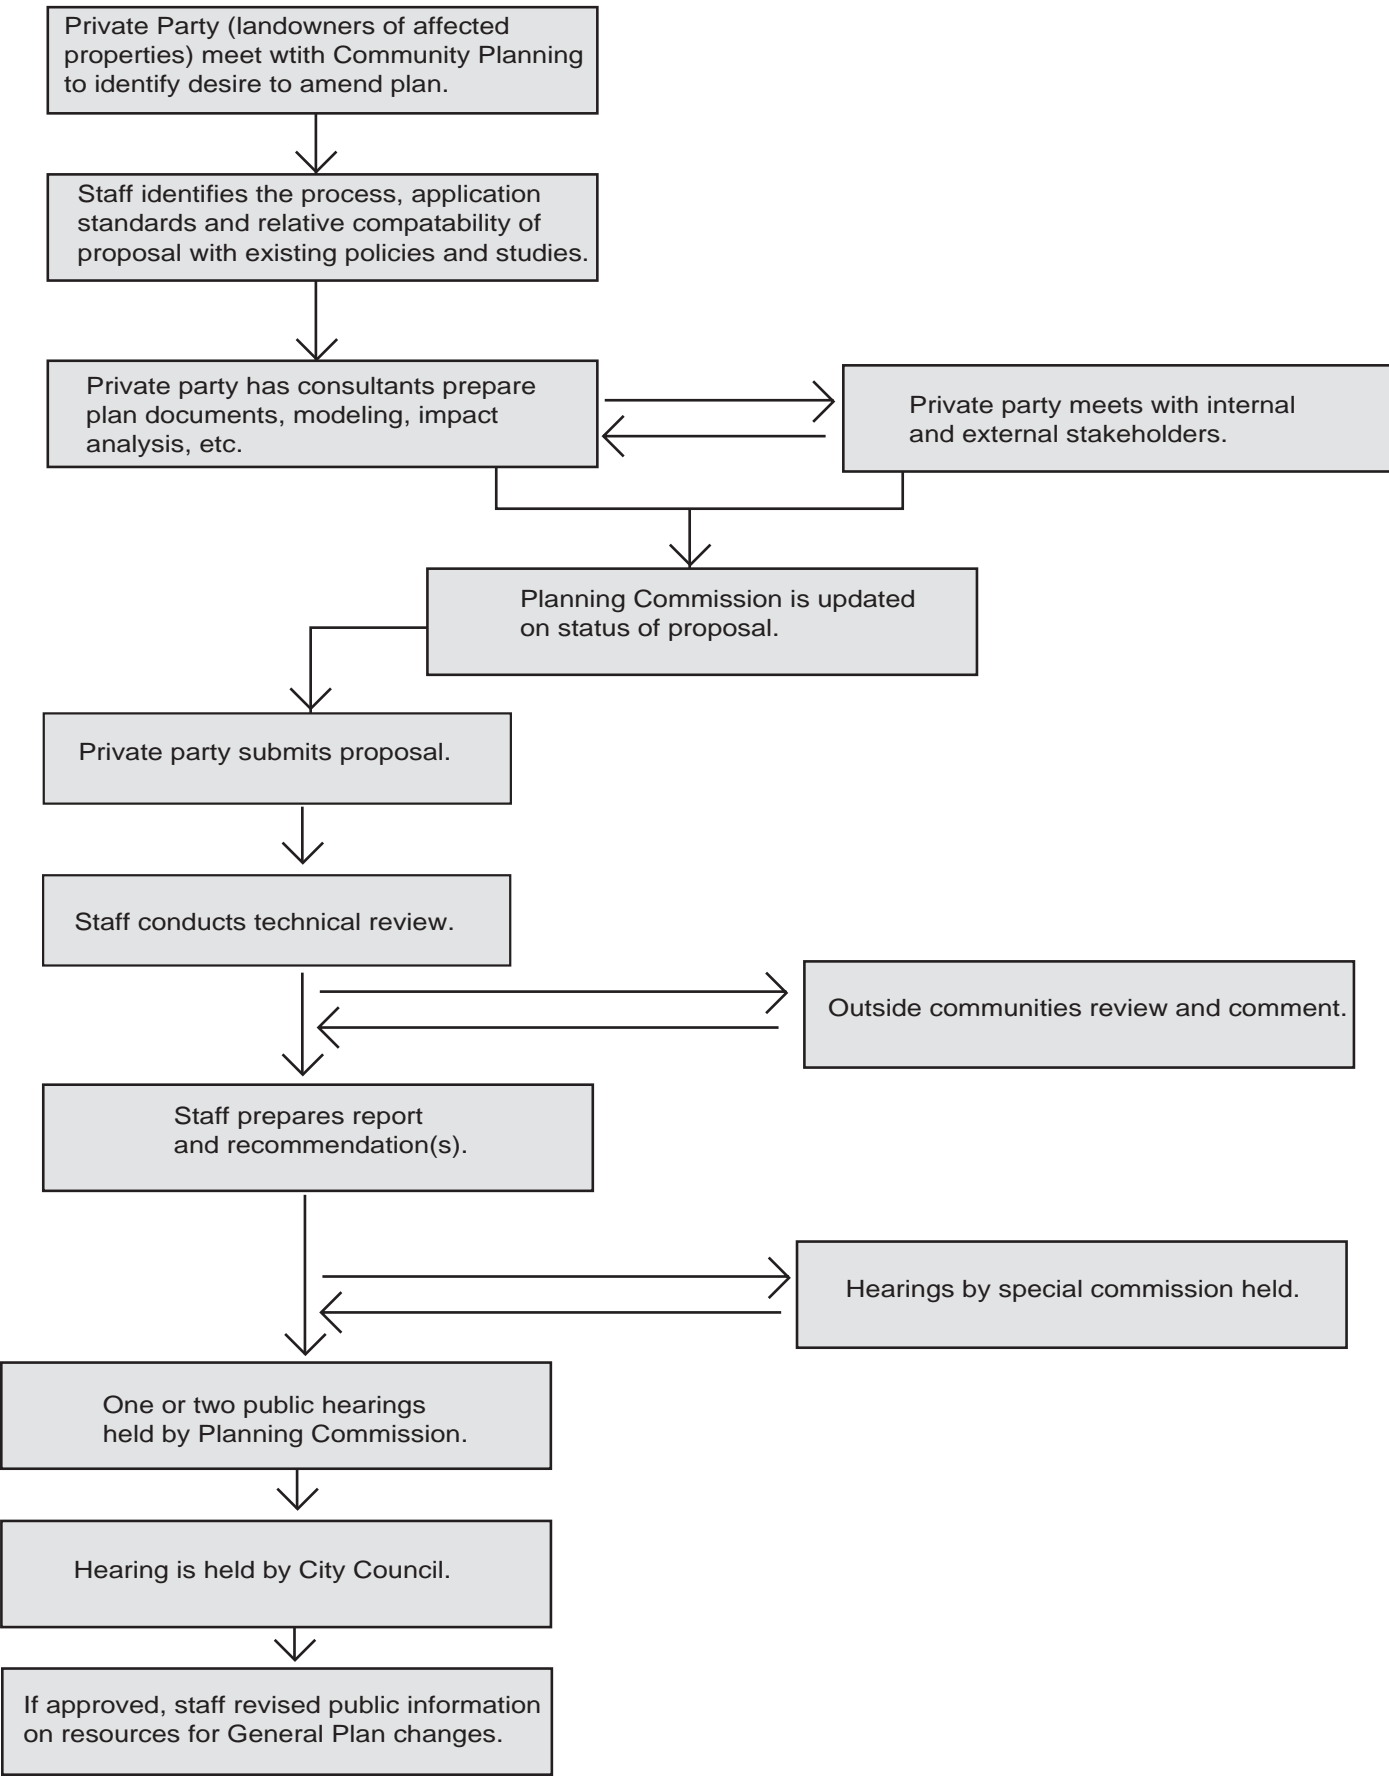 Private Party (landowners of affected
properties) meet wtith Community Planning
to identify desire to amend plan.
Staff identifies the process, application
standards and relative compatability of
proposal with existing policies and studies.
Private party has consultants prepare
plan documents, modeling, impact
analysis, etc.
Private party meets with internal
and external stakeholders.
Planning Commission is updated
on status of proposal.
Private party submits proposal.
Staff conducts technical review.
Outside communities review and comment.
Staff prepares report
and recommendation(s).
Hearings by special commission held.
One or two public hearings
held by Planning Commission.
Hearing is held by City Council.
If approved, staff revised public information
on resources for General Plan changes.